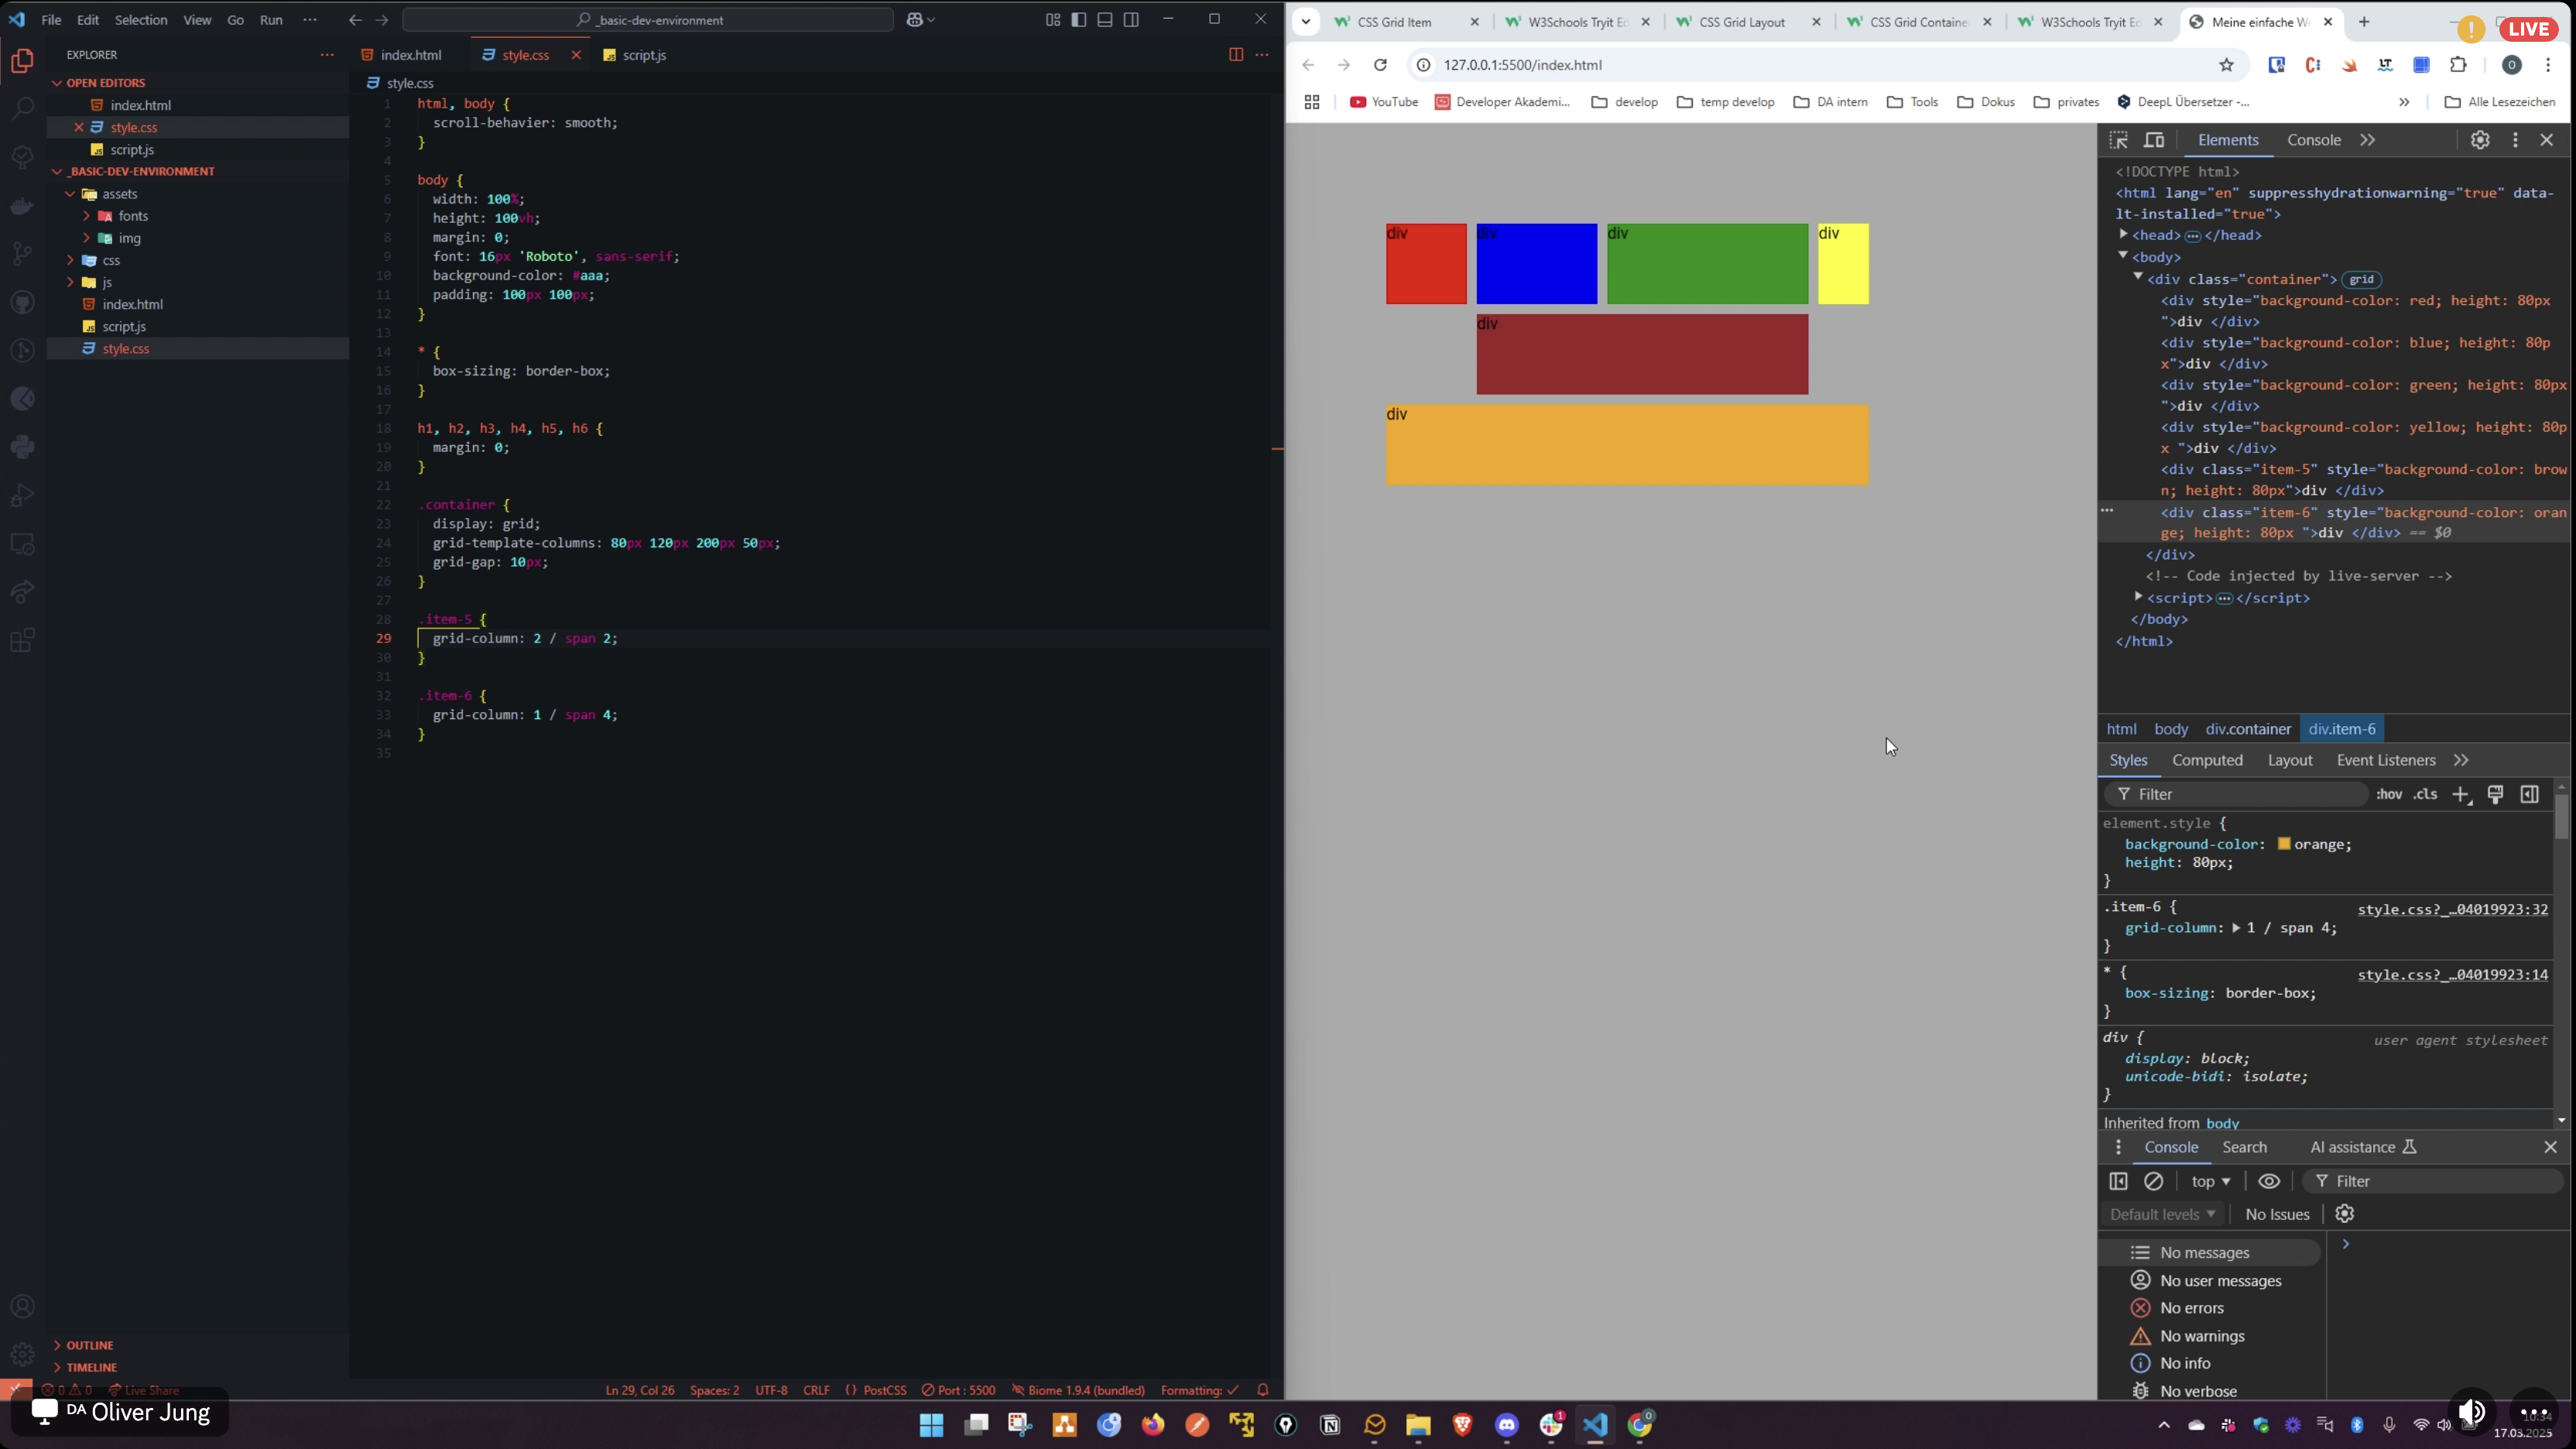 File Edit Selection View Go Run ··· _basic-dev-environment
EXPLORER
OPEN EDITORS
index.html
style.css
script.js
_BASIC-DEV-ENVIRONMENT
assets
fonts
img
css
js
index.html
script.js
style.css
OUTLINE
TIMELINE
index.html style.css script.js
style.css
1 html, body {
2 scroll-behavier: smooth;
3 }
4
5 body {
6 width: 100%;
7 height: 100vh;
8 margin: 0;
9 font: 16px 'Roboto', sans-serif;
10 background-color: #aaa;
11 padding: 100px 100px;
12 }
13
14 * {
15 box-sizing: border-box;
16 }
17
18 h1, h2, h3, h4, h5, h6 {
19 margin: 0;
20 }
21
22 .container {
23 display: grid;
24 grid-template-columns: 80px 120px 200px 50px;
25 grid-gap: 10px;
26 }
27
28 .item-5 {
29 grid-column: 2 / span 2;
30 }
31
32 .item-6 {
33 grid-column: 1 / span 4;
34 }
35
0 0 Live Share Ln 29, Col 26 Spaces: 2 UTF-8 CRLF {} PostCSS Port : 5500 Biome 1.9.4 (bundled) Formatting: ✓
CSS Grid Item W3Schools Tryit Ed CSS Grid Layout CSS Grid Containe W3Schools Tryit Ed Meine einfache We
LIVE
127.0.0.1:5500/index.html
YouTube Developer Akademi... develop temp develop DA intern Tools Dokus privates DeepL Übersetzer -... » Alle Lesezeichen
div div div div
div
div
Elements Console »
<!DOCTYPE html>
<html lang="en" suppresshydrationwarning="true" data-
lt-installed="true">
<head> ··· </head>
<body>
<div class="container"> grid
<div style="background-color: red; height: 80px
">div </div>
<div style="background-color: blue; height: 80p
x">div </div>
<div style="background-color: green; height: 80px
">div </div>
<div style="background-color: yellow; height: 80p
x ">div </div>
<div class="item-5" style="background-color: brow
n; height: 80px">div </div>
<div class="item-6" style="background-color: oran
ge; height: 80px ">div </div> == $0
</div>
<!-- Code injected by live-server -->
<script> ··· </script>
</body>
</html>
html body div.container div.item-6
Styles Computed Layout Event Listeners »
Filter :hov .cls
element.style {
background-color: orange;
height: 80px;
}
.item-6 { style.css?_…04019923:32
grid-column: 1 / span 4;
}
* { style.css?_…04019923:14
box-sizing: border-box;
}
div { user agent stylesheet
display: block;
unicode-bidi: isolate;
}
Inherited from body
Console Search AI assistance
top Filter
Default levels No Issues
No messages
No user messages
No errors
No warnings
No info
No verbose
DA Oliver Jung
10:34
17.03.2025